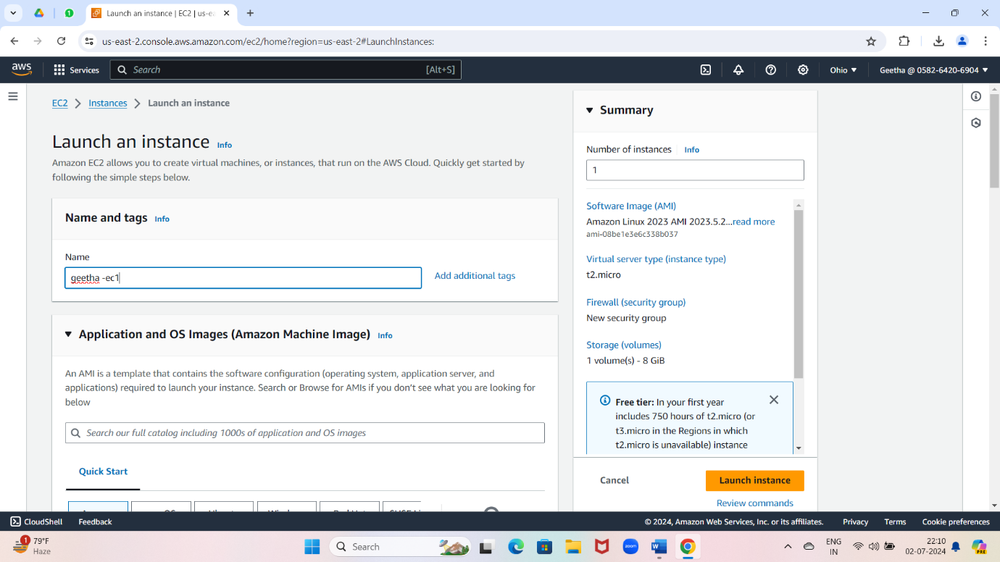 1
Launch an instance | EC2 | us-ea
us-east-2.console.aws.amazon.com/ec2/home?region=us-east-2#LaunchInstances:
aws
Services
Search
[Alt+S]
Ohio
Geetha @ 0582-6420-6904
EC2
Instances
Launch an instance
Launch an instance Info
Amazon EC2 allows you to create virtual machines, or instances, that run on the AWS Cloud. Quickly get started by
following the simple steps below.
Name and tags Info
Name
geetha -ec1
Add additional tags
Application and OS Images (Amazon Machine Image) Info
An AMI is a template that contains the software configuration (operating system, application server, and
applications) required to launch your instance. Search or Browse for AMIs if you don't see what you are looking for
below
Search our full catalog including 1000s of application and OS images
Quick Start
Summary
Number of instances Info
1
Software Image (AMI)
Amazon Linux 2023 AMI 2023.5.2...read more
ami-08be1e3e6c338b037
Virtual server type (instance type)
t2.micro
Firewall (security group)
New security group
Storage (volumes)
1 volume(s) - 8 GiB
Free tier: In your first year
includes 750 hours of t2.micro (or
t3.micro in the Regions in which
t2.micro is unavailable) instance
Cancel
Launch instance
Review commands
CloudShell
Feedback
© 2024, Amazon Web Services, Inc. or its affiliates.
Privacy
Terms
Cookie preferences
1
79°F
Haze
Search
zoom
W
ENG
IN
22:10
02-07-2024
PRE